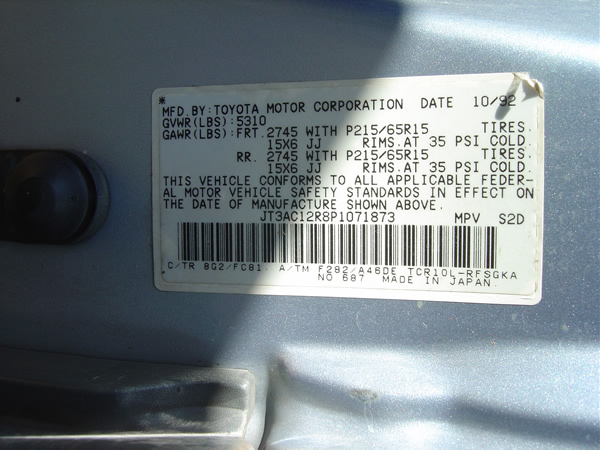 *
MFD.BY:TOYOTA MOTOR CORPORATION DATE 10/92
GVWR(LBS):5310
GAWR(LBS):FRT.2745 WITH P215/65R15 TIRES.
15X6 JJ RIMS.AT 35 PSI COLD.
RR. 2745 WITH P215/65R15 TIRES.
15X6 JJ RIMS.AT 35 PSI COLD.
THIS VEHICLE CONFORMS TO ALL APPLICABLE FEDER-
AL MOTOR VEHICLE SAFETY STANDARDS IN EFFECT ON
THE DATE OF MANUFACTURE SHOWN ABOVE.
JT3AC12R8P1071873 MPV S2D
C/TR 8G2/FC81. A/TM F282/A46DE TCR10L-RFSGKA
NO 687 MADE IN JAPAN.